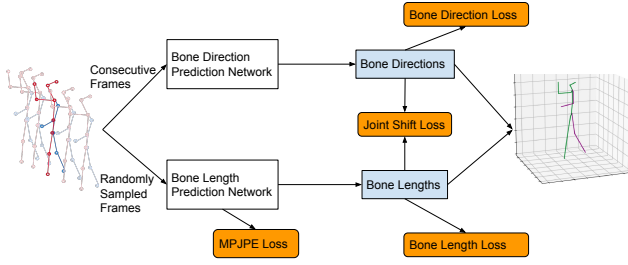 Bone Direction Loss
Bone Direction
Prediction Network
Consecutive
Frames
Bone Directions
Joint Shift Loss
Randomly
Sampled
Frames
Bone Length
Prediction Network
Bone Lengths
MPJPE Loss
Bone Length Loss